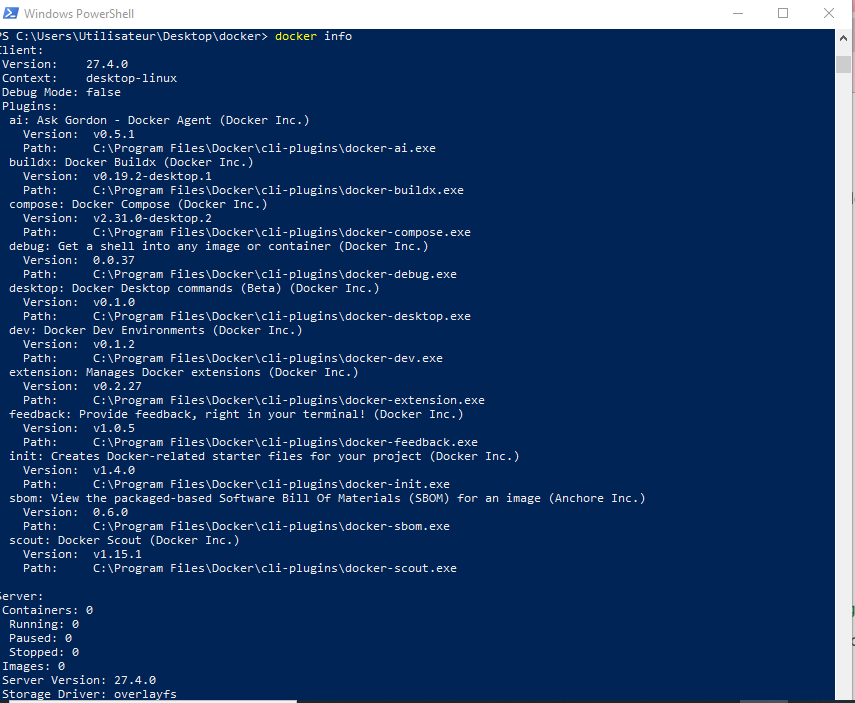 Windows PowerShell
PS C:\Users\Utilisateur\Desktop\docker> docker info
Client:
Version:    27.4.0
Context:    desktop-linux
Debug Mode: false
Plugins:
ai: Ask Gordon - Docker Agent (Docker Inc.)
Version:  v0.5.1
Path:     C:\Program Files\Docker\cli-plugins\docker-ai.exe
buildx: Docker Buildx (Docker Inc.)
Version:  v0.19.2-desktop.1
Path:     C:\Program Files\Docker\cli-plugins\docker-buildx.exe
compose: Docker Compose (Docker Inc.)
Version:  v2.31.0-desktop.2
Path:     C:\Program Files\Docker\cli-plugins\docker-compose.exe
debug: Get a shell into any image or container (Docker Inc.)
Version:  0.0.37
Path:     C:\Program Files\Docker\cli-plugins\docker-debug.exe
desktop: Docker Desktop commands (Beta) (Docker Inc.)
Version:  v0.1.0
Path:     C:\Program Files\Docker\cli-plugins\docker-desktop.exe
dev: Docker Dev Environments (Docker Inc.)
Version:  v0.1.2
Path:     C:\Program Files\Docker\cli-plugins\docker-dev.exe
extension: Manages Docker extensions (Docker Inc.)
Version:  v0.2.27
Path:     C:\Program Files\Docker\cli-plugins\docker-extension.exe
feedback: Provide feedback, right in your terminal! (Docker Inc.)
Version:  v1.0.5
Path:     C:\Program Files\Docker\cli-plugins\docker-feedback.exe
init: Creates Docker-related starter files for your project (Docker Inc.)
Version:  v1.4.0
Path:     C:\Program Files\Docker\cli-plugins\docker-init.exe
sbom: View the packaged-based Software Bill Of Materials (SBOM) for an image (Anchore Inc.)
Version:  0.6.0
Path:     C:\Program Files\Docker\cli-plugins\docker-sbom.exe
scout: Docker Scout (Docker Inc.)
Version:  v1.15.1
Path:     C:\Program Files\Docker\cli-plugins\docker-scout.exe
Server:
Containers: 0
Running: 0
Paused: 0
Stopped: 0
Images: 0
Server Version: 27.4.0
Storage Driver: overlayfs